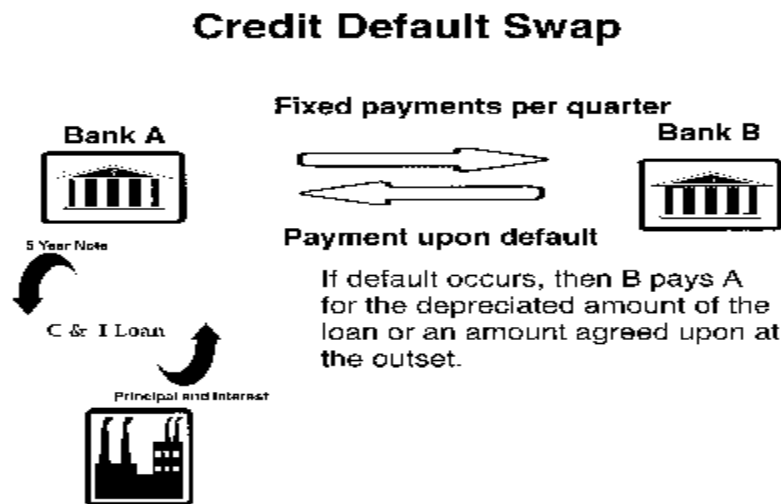 Credit Default Swap
Fixed payments per quarter
Bank A
Bank B
Payment upon default
5 Year Note
If default occurs, then B pays A
for the depreciated amount of the
loan or an amount agreed upon at
the outset.
C & I Loan
Principal and Interest